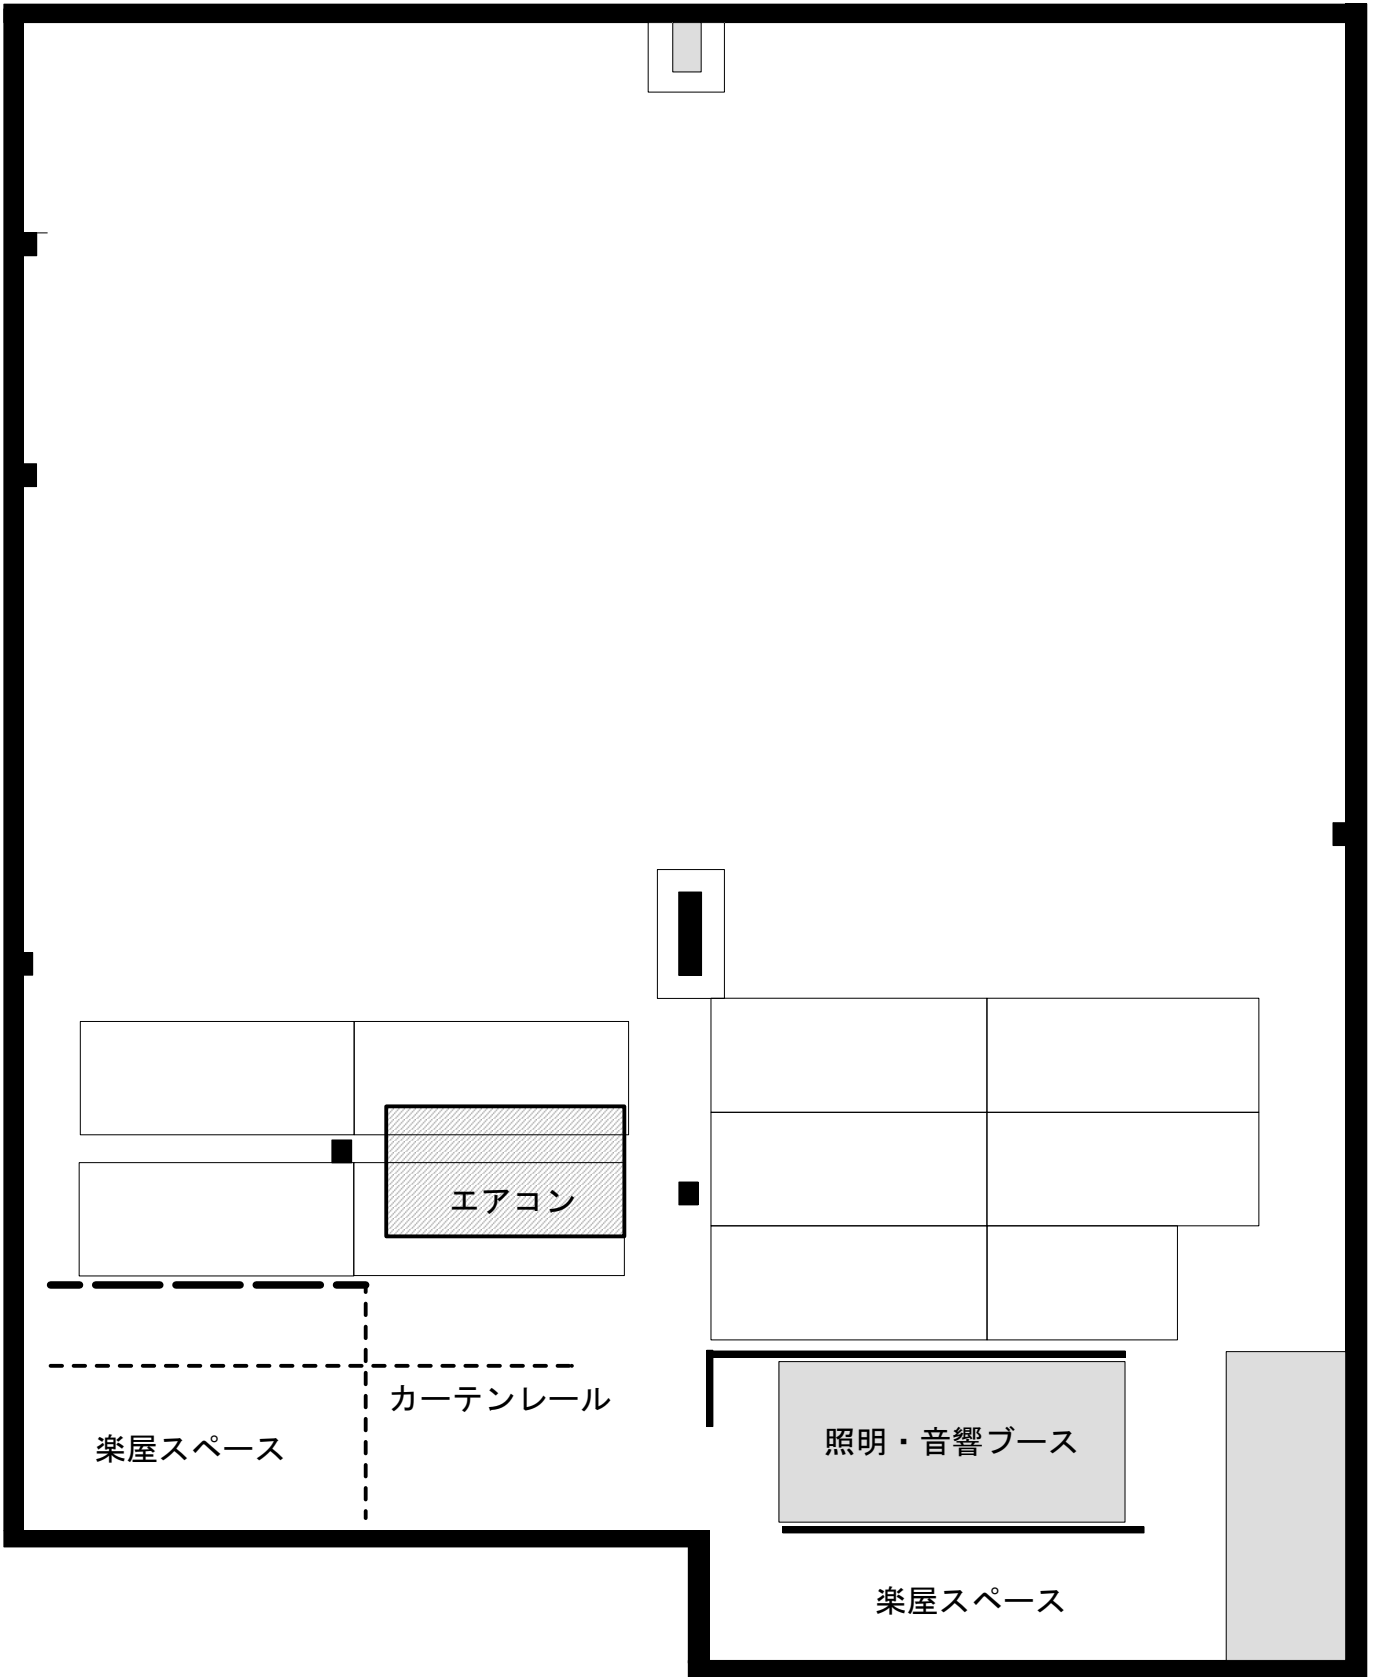 エアコン
カーテンレール
楽屋スペース
照明・音響ブース
楽屋スペース